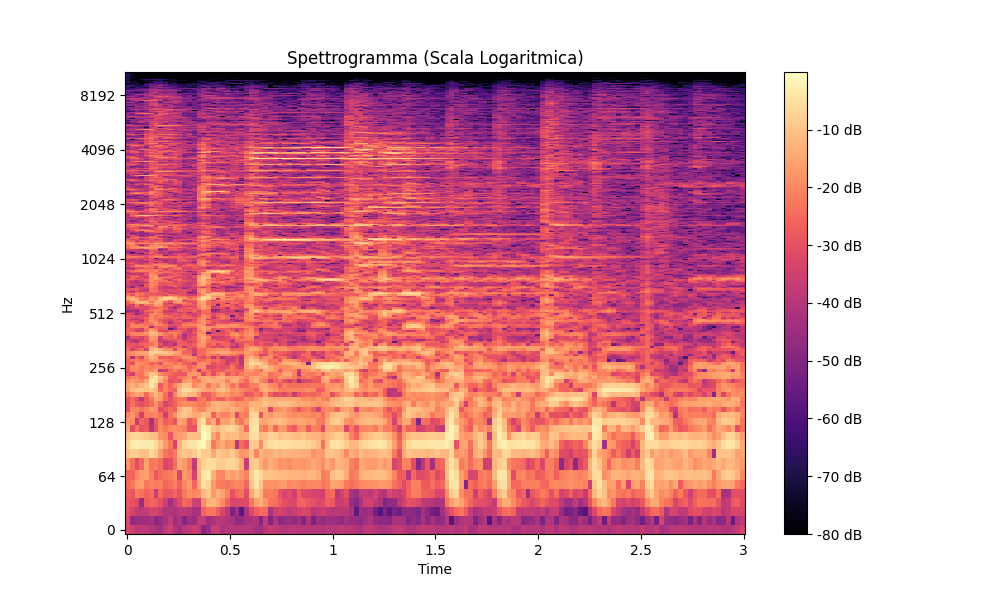 Spettrogramma (Scala Logaritmica)
Hz
8192
4096
2048
1024
512
256
128
64
0
0 0.5 1 1.5 2 2.5 3
Time
-10 dB
-20 dB
-30 dB
-40 dB
-50 dB
-60 dB
-70 dB
-80 dB